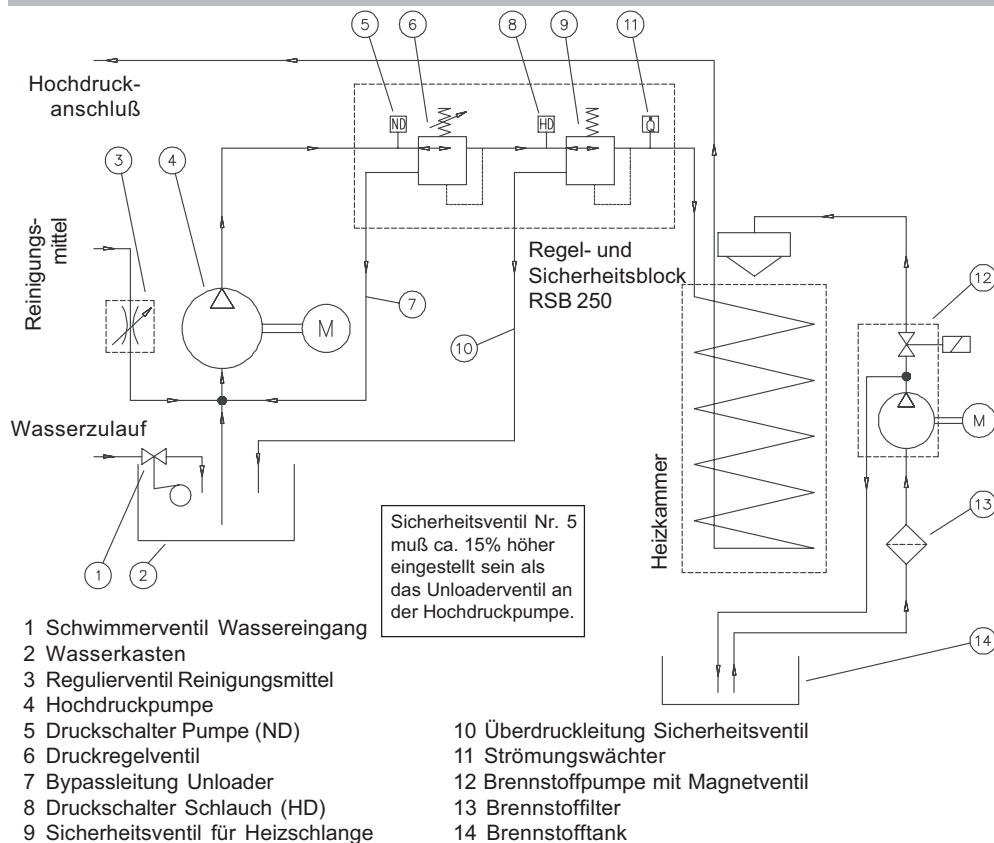 5
6
8
9
11
Hochdruck-
anschluß
ND
HD
Q
3
4
Reinigungs-
mittel
M
7
10
Regel- und
Sicherheitsblock
RSB 250
12
M
Wasserzulauf
Heizkammer
13
1
2
Sicherheitsventil Nr. 5
muß ca. 15% höher
eingestellt sein als
das Unloaderventil an
der Hochdruckpumpe.
14
1 Schwimmerventil Wassereingang
2 Wasserkasten
3 Regulierventil Reinigungsmittel
4 Hochdruckpumpe
5 Druckschalter Pumpe (ND)
6 Druckregelventil
7 Bypassleitung Unloader
8 Druckschalter Schlauch (HD)
9 Sicherheitsventil für Heizschlange
10 Überdruckleitung Sicherheitsventil
11 Strömungswächter
12 Brennstoffpumpe mit Magnetventil
13 Brennstoffilter
14 Brennstofftank